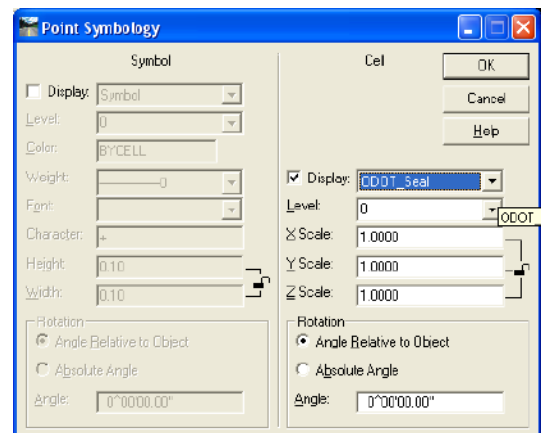 Point Symbology
Symbol
Display: Symbol
Level: 0
Color: BYCELL
Weight: 0
Font:
Character: +
Height: 0.10
Width: 0.10
Rotation
Angle Relative to Object
Absolute Angle
Angle: 0^00'00.00"
Cell
OK
Cancel
Help
Display: ODOT_Seal
Level: 0
ODOT
X Scale: 1.0000
Y Scale: 1.0000
Z Scale: 1.0000
Rotation
Angle Relative to Object
Absolute Angle
Angle: 0^00'00.00"